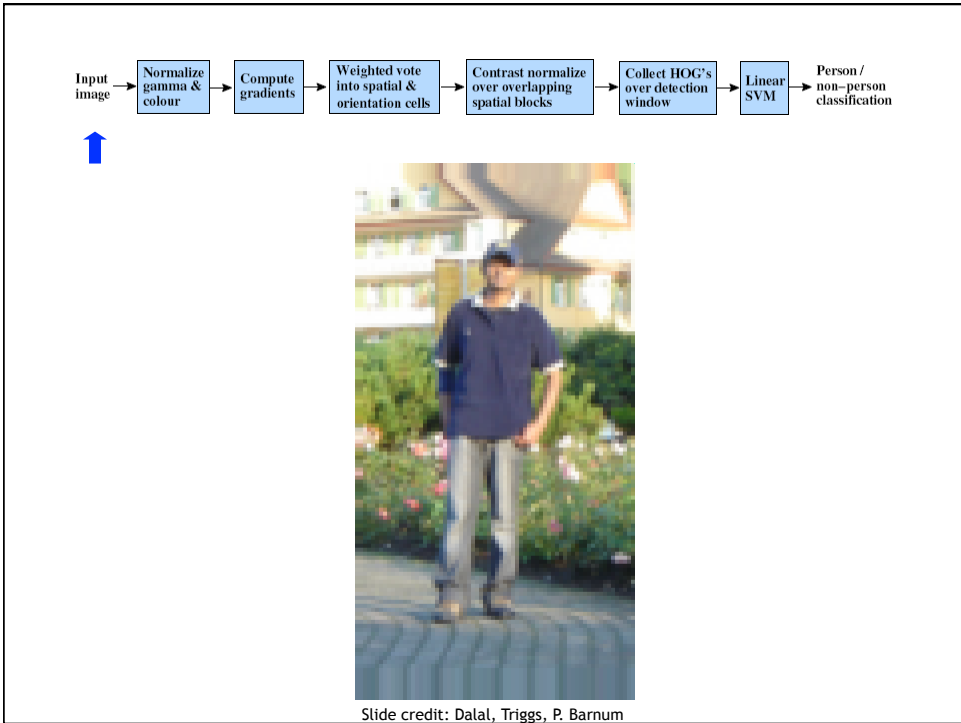 Input
image
Normalize
gamma &
colour
Compute
gradients
Weighted vote
into spatial &
orientation cells
Contrast normalize
over overlapping
spatial blocks
Collect HOG's
over detection
window
Linear
SVM
Person /
non–person
classification
Slide credit: Dalal, Triggs, P. Barnum